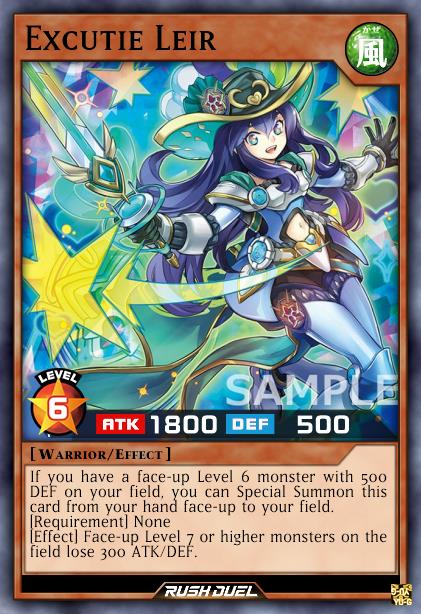 Excutie Leir
かぜ
風
SAMPLE
LEVEL
6
ATK 1800 DEF 500
[Warrior/Effect]
If you have a face-up Level 6 monster with 500
DEF on your field, you can Special Summon this
card from your hand face-up to your field.
[Requirement] None
[Effect] Face-up Level 7 or higher monsters on the
field lose 300 ATK/DEF.
RUSH DUEL